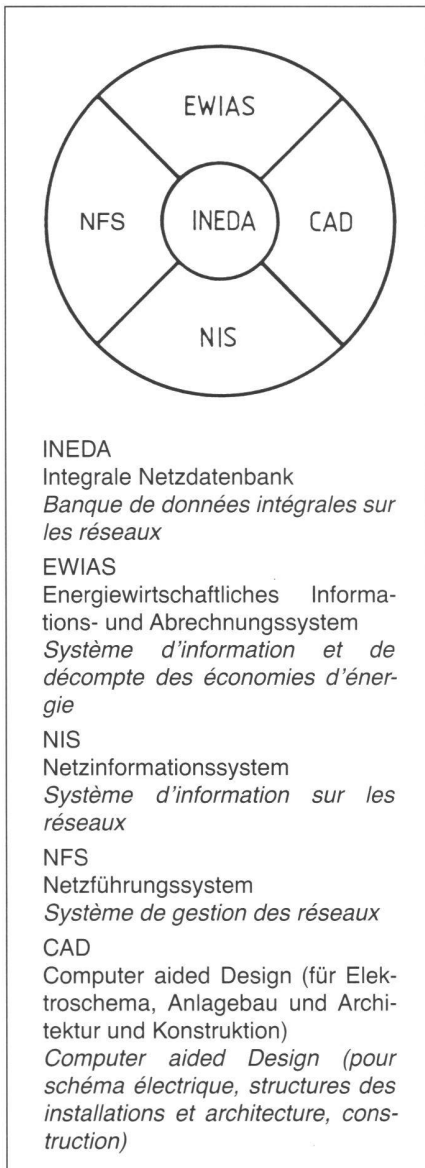 EWIAS
NFS
INEDA
CAD
NIS
INEDA
Integrale Netzdatenbank
Banque de données intégrales sur
les réseaux
EWIAS
Energiewirtschaftliches Informa-
tions- und Abrechnungssystem
Système d'information et de
décompte des économies d'éner-
gie
NIS
Netzinformationssystem
Système d'information sur les
réseaux
NFS
Netzführungssystem
Système de gestion des réseaux
CAD
Computer aided Design (für Elek-
troschema, Anlagebau und Archi-
tektur und Konstruktion)
Computer aided Design (pour
schéma électrique, structures des
installations et architecture, cons-
truction)